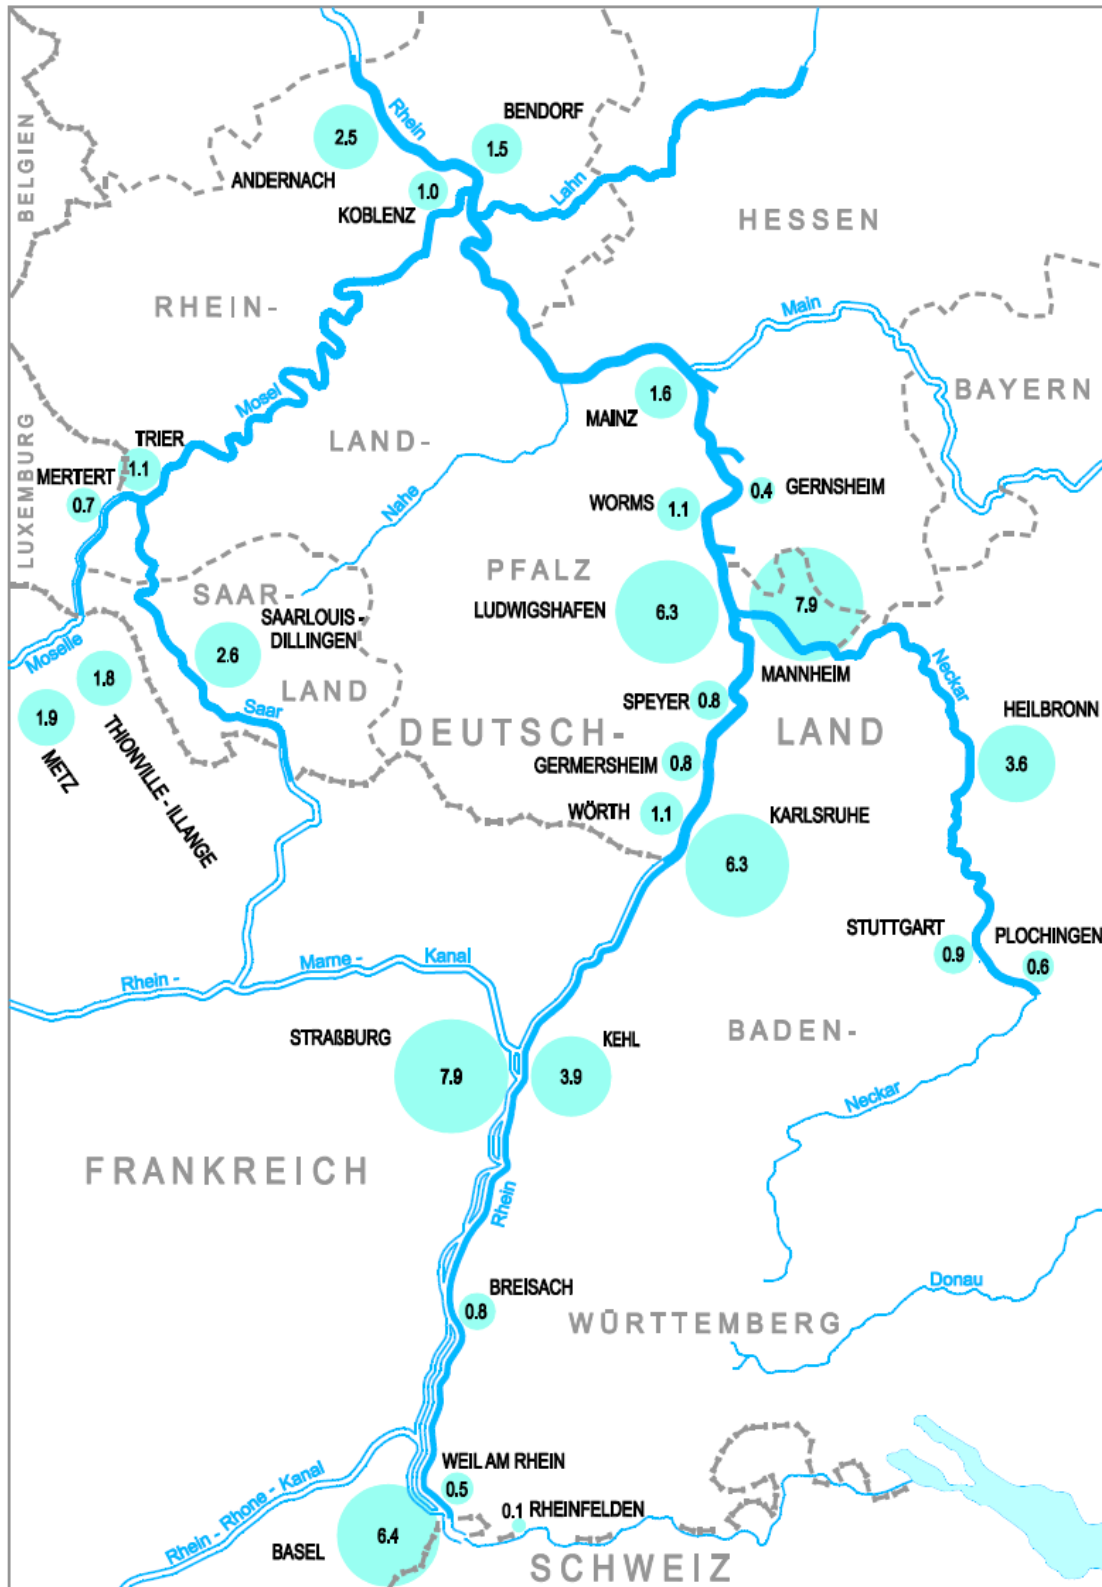 Rhein
BENDORF
2.5
1.5
BELGIEN
ANDERNACH
1.0
KOBLENZ
Lahn
HESSEN
RHEIN-
Main
1.6
MAINZ
BAYERN
Mosel
LAND-
LUXEMBURG
TRIER
1.1
MERTERT
0.7
Nahe
WORMS
1.1
0.4
GERNSHEIM
PFALZ
SAAR-
LUDWIGSHAFEN
6.3
7.9
MANNHEIM
SAARLOUIS -
DILLINGEN
2.6
Moselle
LAND
Neckar
1.8
THIONVILLE - ILLANGE
1.9
METZ
Saar
SPEYER
0.8
DEUTSCH-
LAND
HEILBRONN
3.6
GERMERSHEIM
0.8
WÖRTH
1.1
KARLSRUHE
6.3
STUTTGART
0.9
PLOCHINGEN
0.6
Rhein -
Marne -
Kanal
STRAßBURG
7.9
KEHL
3.9
BADEN-
Neckar
FRANKREICH
Rhein
BREISACH
0.8
Donau
WÜRTTEMBERG
WEIL AM RHEIN
0.5
Rhein - Rhone - Kanal
0.1
RHEINFELDEN
BASEL
6.4
SCHWEIZ